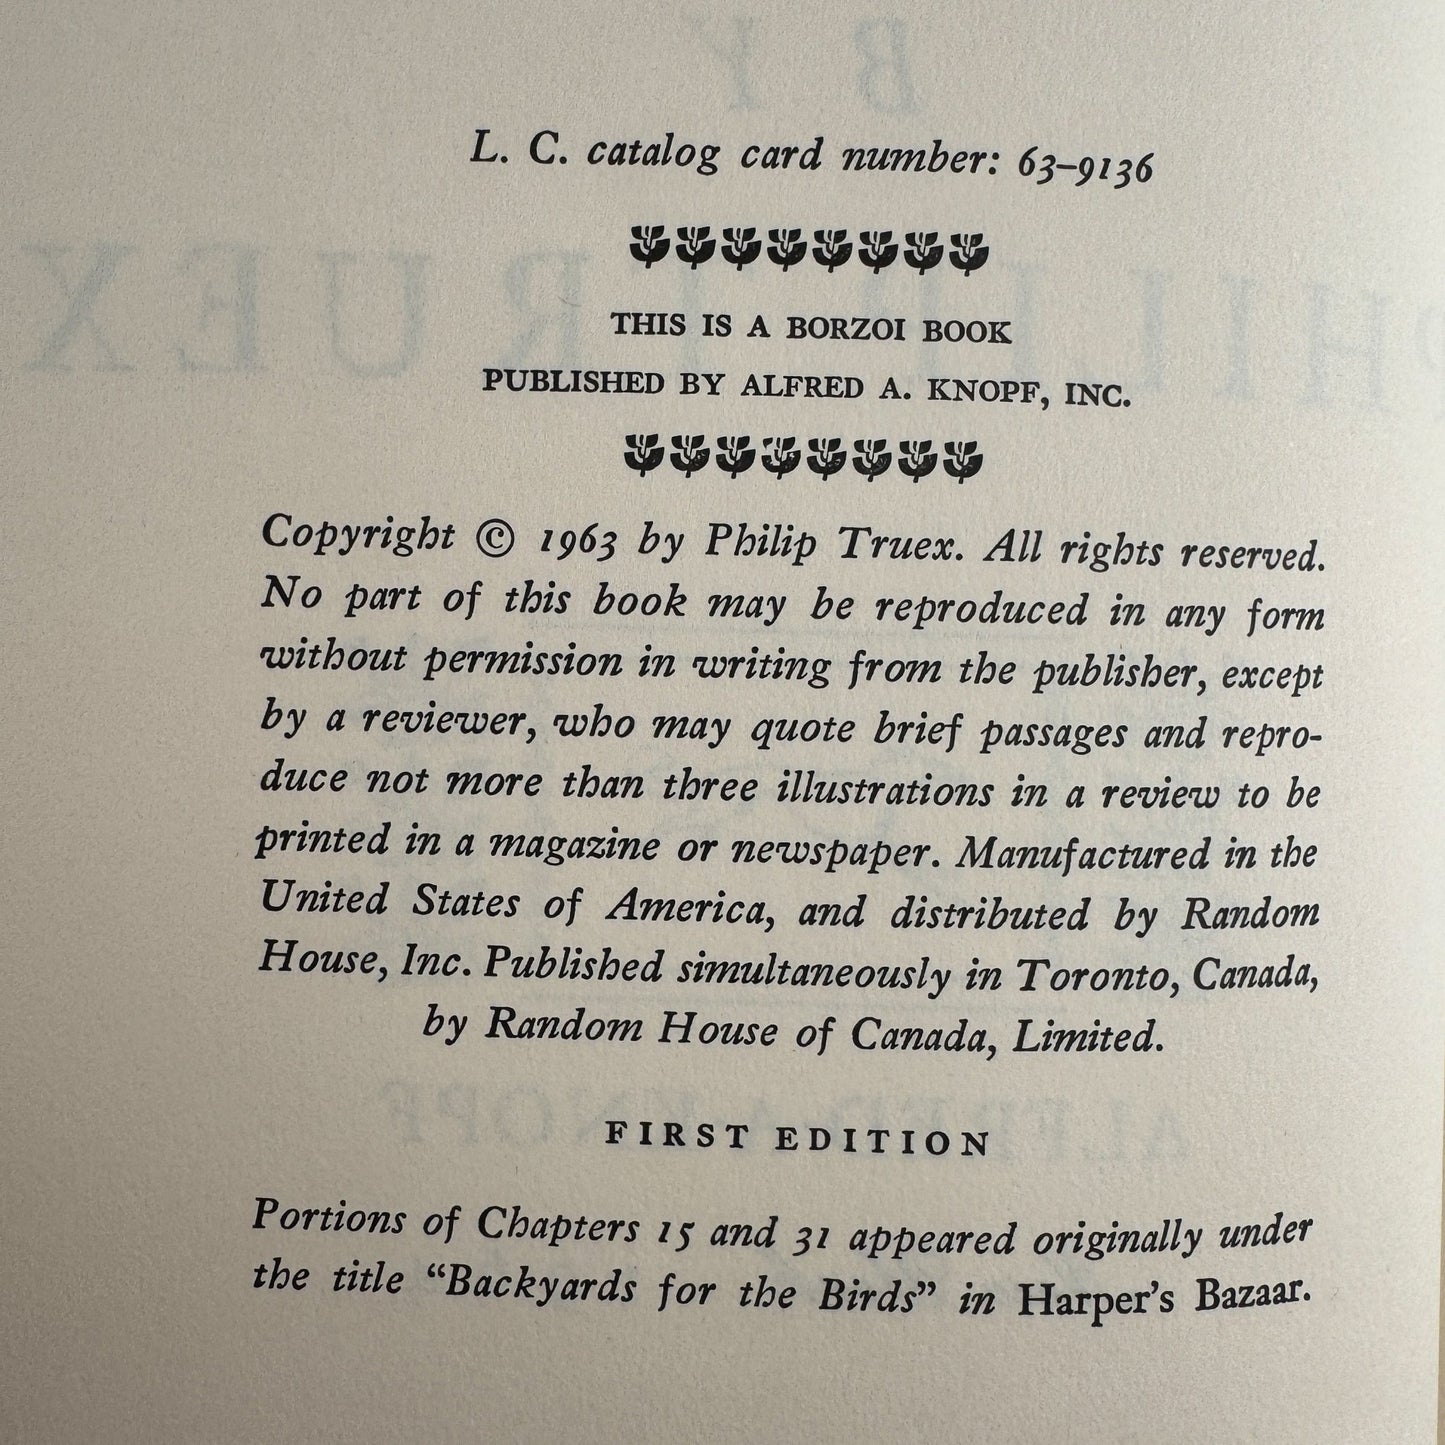 L. C. catalog card number: 63–9136
THIS IS A BORZOI BOOK
PUBLISHED BY ALFRED A. KNOPF, INC.
Copyright © 1963 by Philip Truex. All rights reserved.
No part of this book may be reproduced in any form
without permission in writing from the publisher, except
by a reviewer, who may quote brief passages and repro-
duce not more than three illustrations in a review to be
printed in a magazine or newspaper. Manufactured in the
United States of America, and distributed by Random
House, Inc. Published simultaneously in Toronto, Canada,
by Random House of Canada, Limited.
FIRST EDITION
Portions of Chapters 15 and 31 appeared originally under
the title “Backyards for the Birds” in Harper's Bazaar.